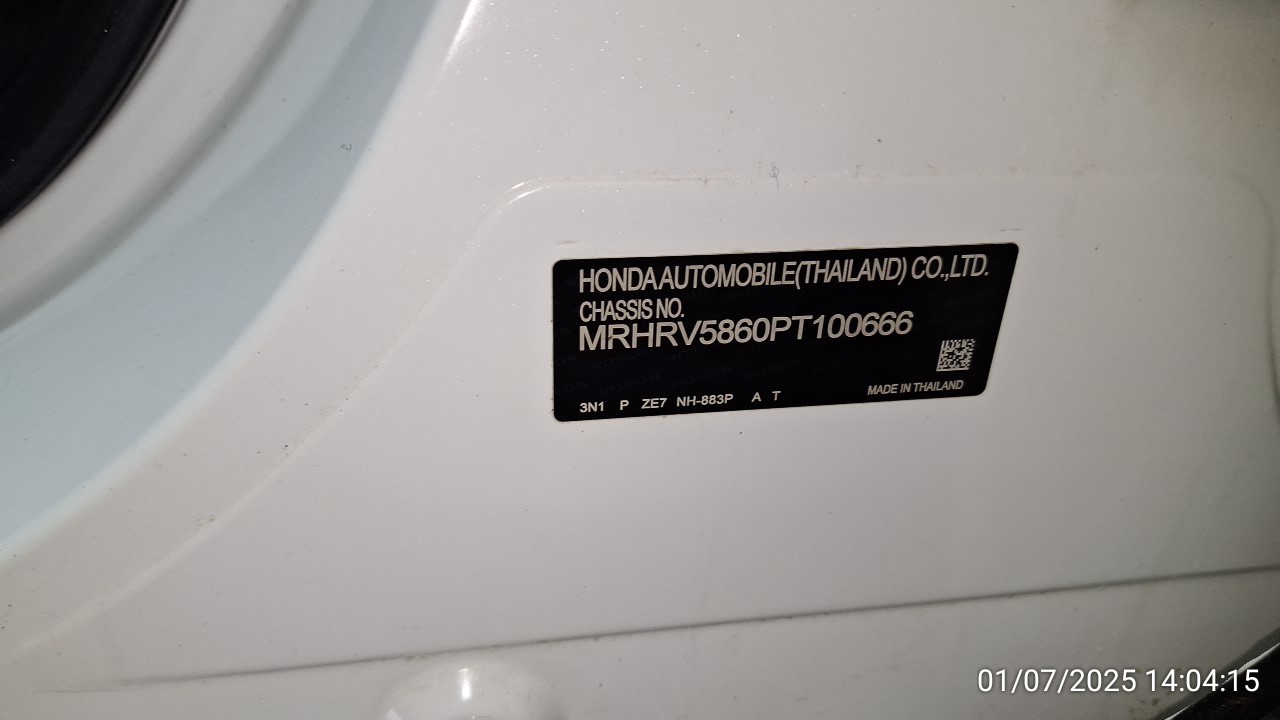 HONDA AUTOMOBILE(THAILAND) CO.,LTD.
CHASSIS NO.
MRHRV5860PT100666
3N1 P ZE7 NH-883P A T
MADE IN THAILAND
01/07/2025 14:04:15